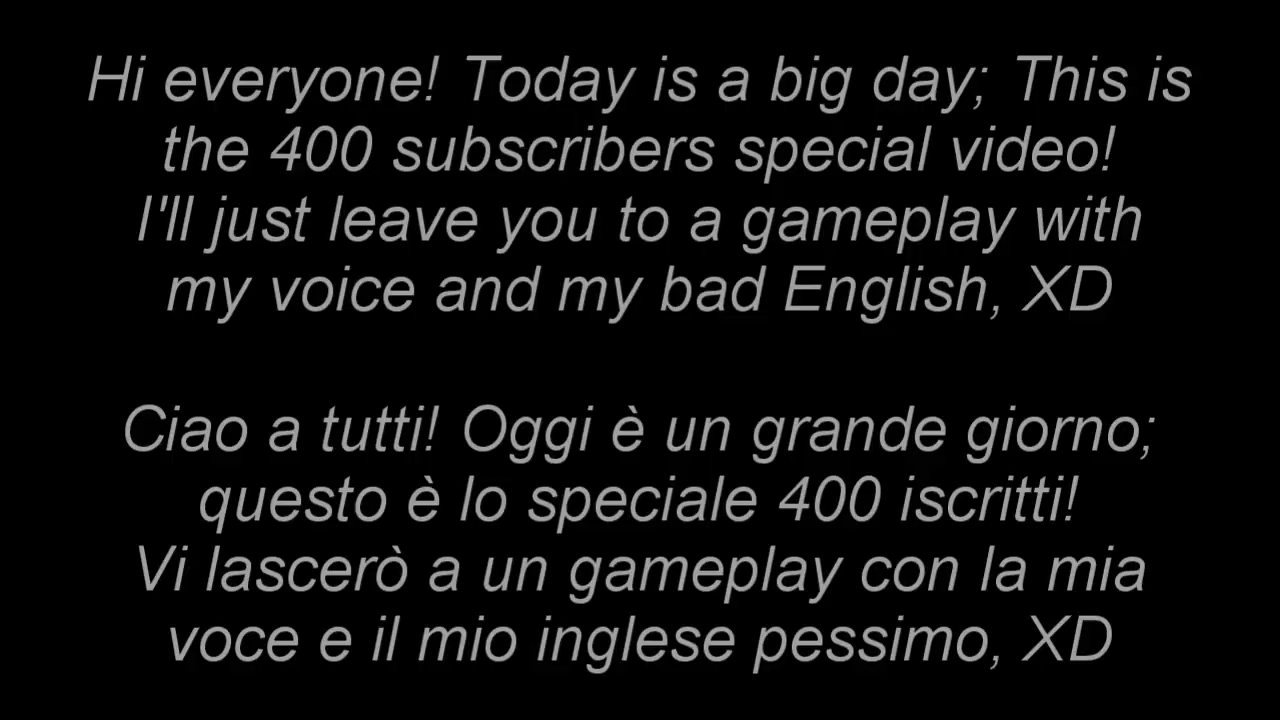 Hi everyone! Today is a big day; This is
the 400 subscribers special video!
I'll just leave you to a gameplay with
my voice and my bad English, XD
Ciao a tutti! Oggi è un grande giorno;
questo è lo speciale 400 iscritti!
Vi lascerò a un gameplay con la mia
voce e il mio inglese pessimo, XD